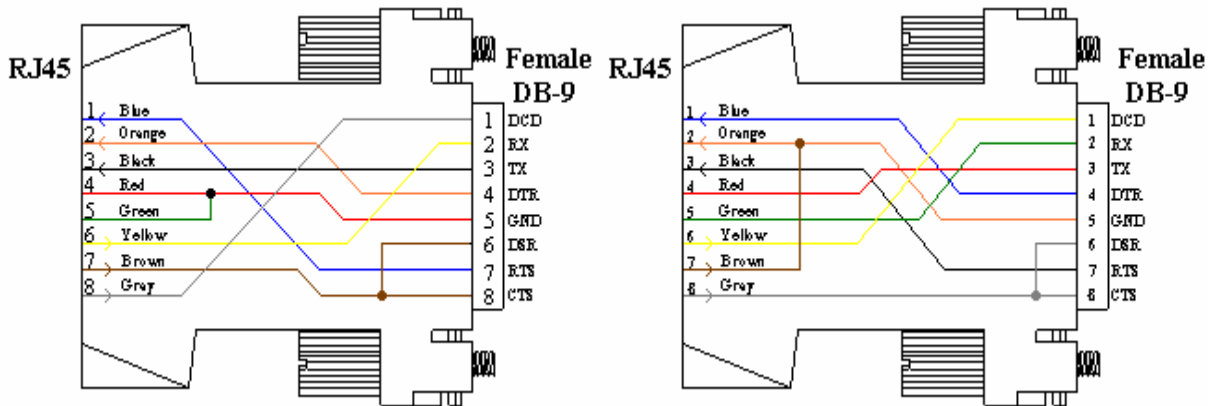 RJ45
Female
DB-9
1 Blue
2 Orange
3 Black
4 Red
5 Green
6 Yellow
7 Brown
8 Grey
1 DCD
2 RX
3 TX
4 DTR
5 GND
6 DSR
7 RTS
8 CTS
RJ45
Female
DB-9
1 Blue
2 Orange
3 Black
4 Red
5 Green
6 Yellow
7 Brown
8 Grey
1 DCD
2 RX
3 TX
4 DTR
5 GND
6 DSR
7 RTS
8 CTS